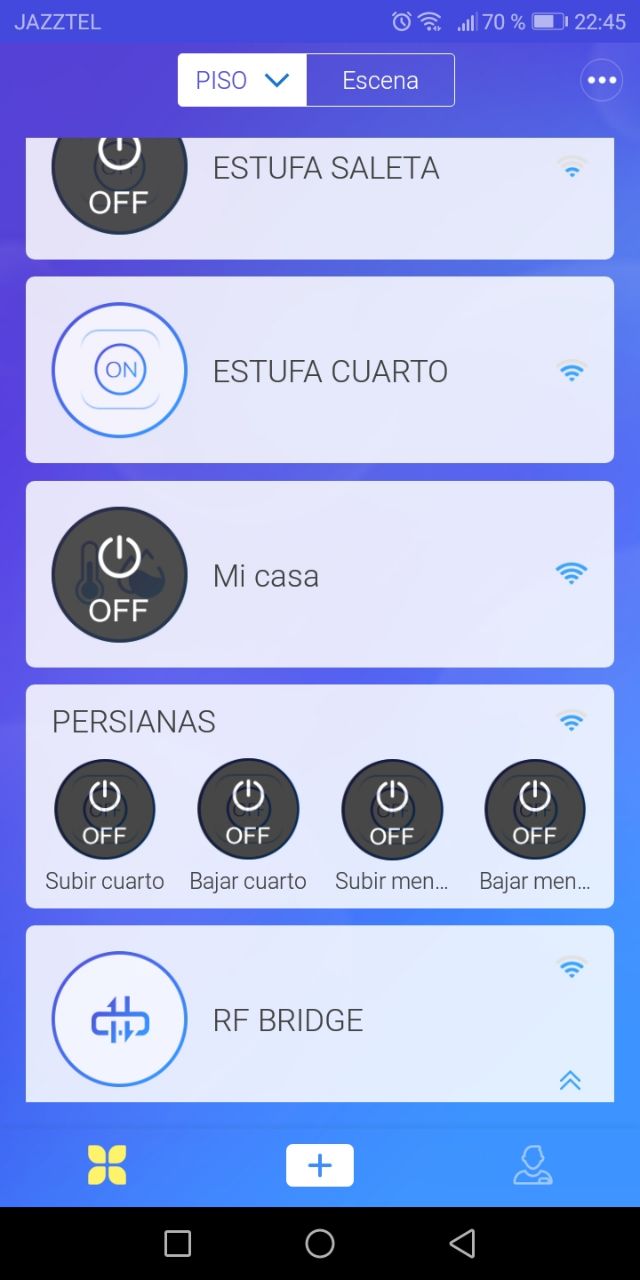 JAZZTEL 70 % 22:45
PISO Escena
OFF ESTUFA SALETA
ON ESTUFA CUARTO
OFF Mi casa
PERSIANAS
OFF OFF OFF OFF
Subir cuarto Bajar cuarto Subir men... Bajar men...
RF BRIDGE